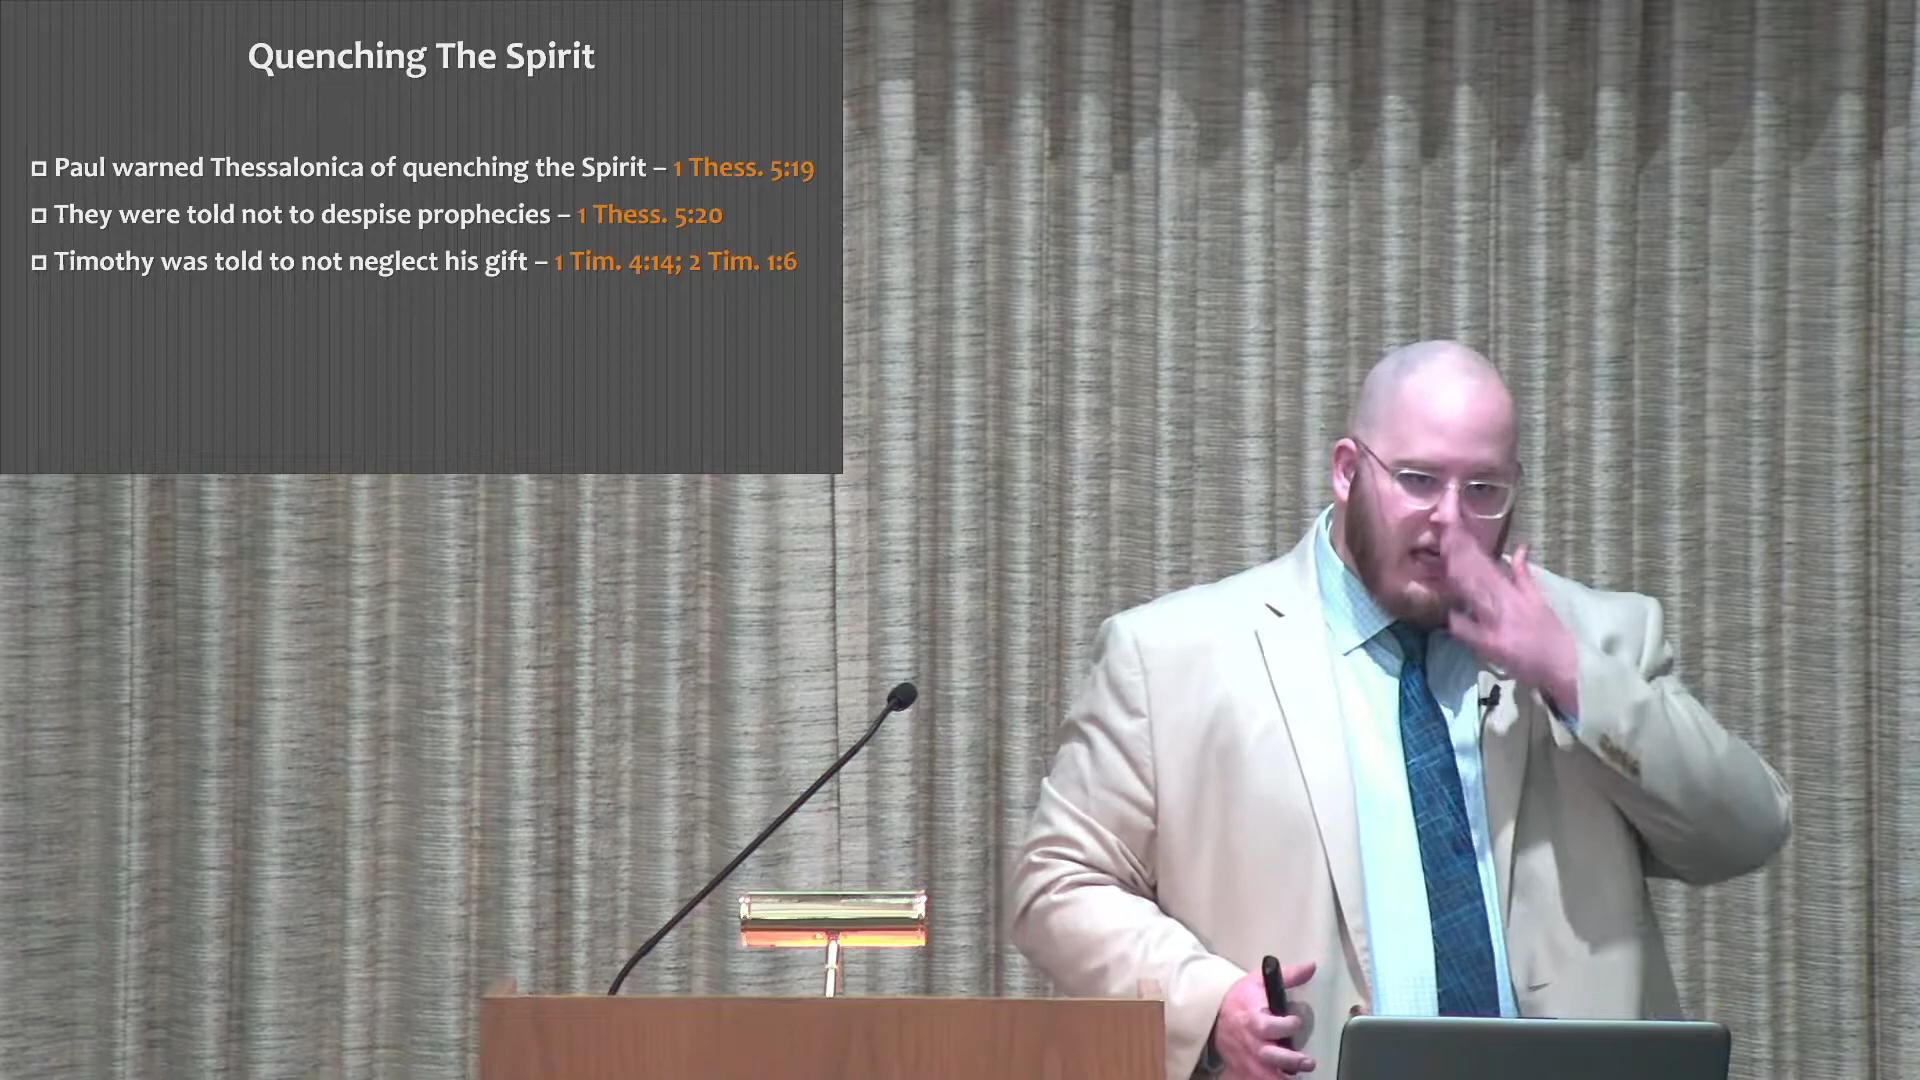 Quenching The Spirit
Paul warned Thessalonica of quenching the Spirit – 1 Thess. 5:19
They were told not to despise prophecies – 1 Thess. 5:20
Timothy was told to not neglect his gift – 1 Tim. 4:14; 2 Tim. 1:6